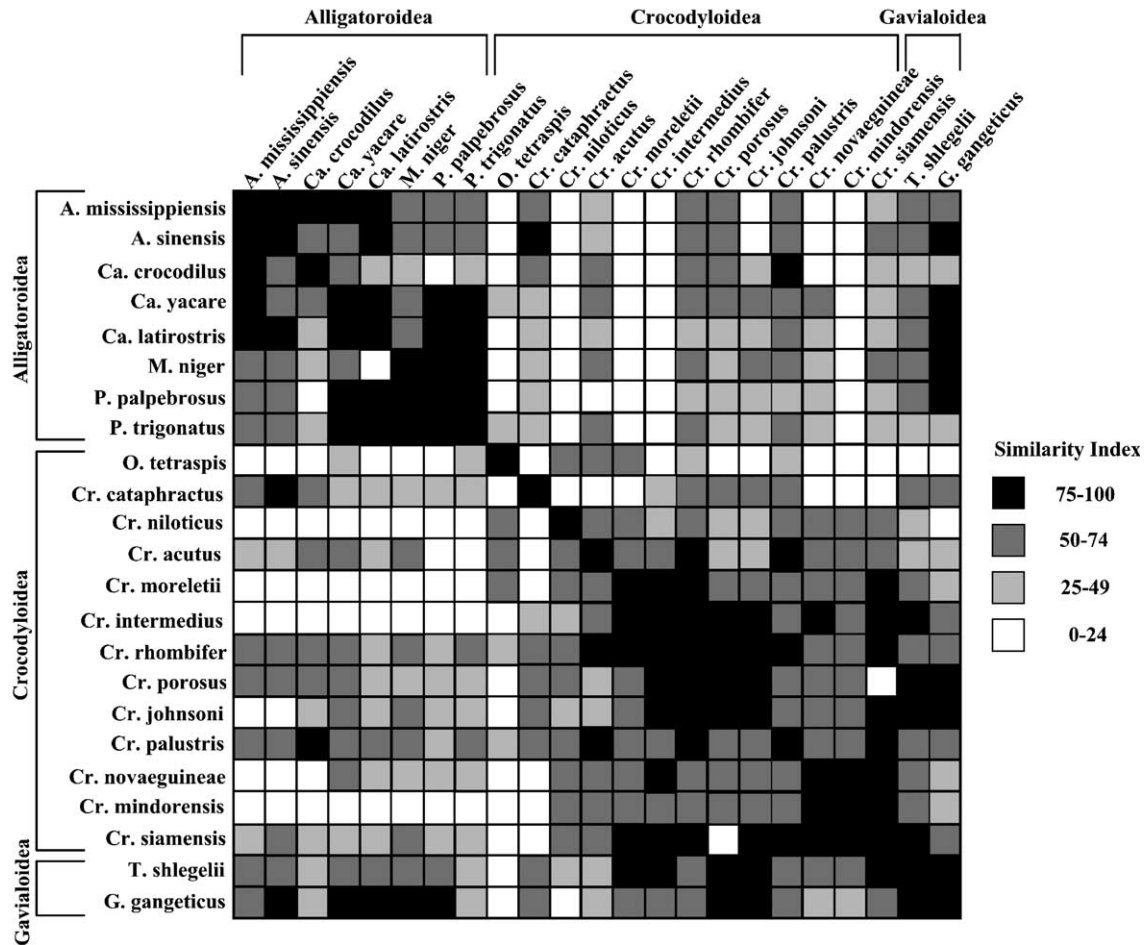 Alligatoroidea
Crocodyloidea
Gavialoidea
A. mississippiensis
A. sinensis
Ca. crocodilus
Ca. yacare
Ca. latirostris
M. niger
P. palpebrosus
P. trigonatus
O. tetraspis
Cr. cataphractus
Cr. niloticus
Cr. acutus
Cr. moreletii
Cr. intermedius
Cr. rhombifer
Cr. porosus
Cr. johnsoni
Cr. palustris
Cr. novaeguineae
Cr. mindorensis
Cr. siamensis
T. shlegelii
G. gangeticus
Alligatoroidea
A. mississippiensis
A. sinensis
Ca. crocodilus
Ca. yacare
Ca. latirostris
M. niger
P. palpebrosus
P. trigonatus
Crocodyloidea
O. tetraspis
Cr. cataphractus
Cr. niloticus
Cr. acutus
Cr. moreletii
Cr. intermedius
Cr. rhombifer
Cr. porosus
Cr. johnsoni
Cr. palustris
Cr. novaeguineae
Cr. mindorensis
Cr. siamensis
Gavialoidea
T. shlegelii
G. gangeticus
Similarity Index
75-100
50-74
25-49
0-24